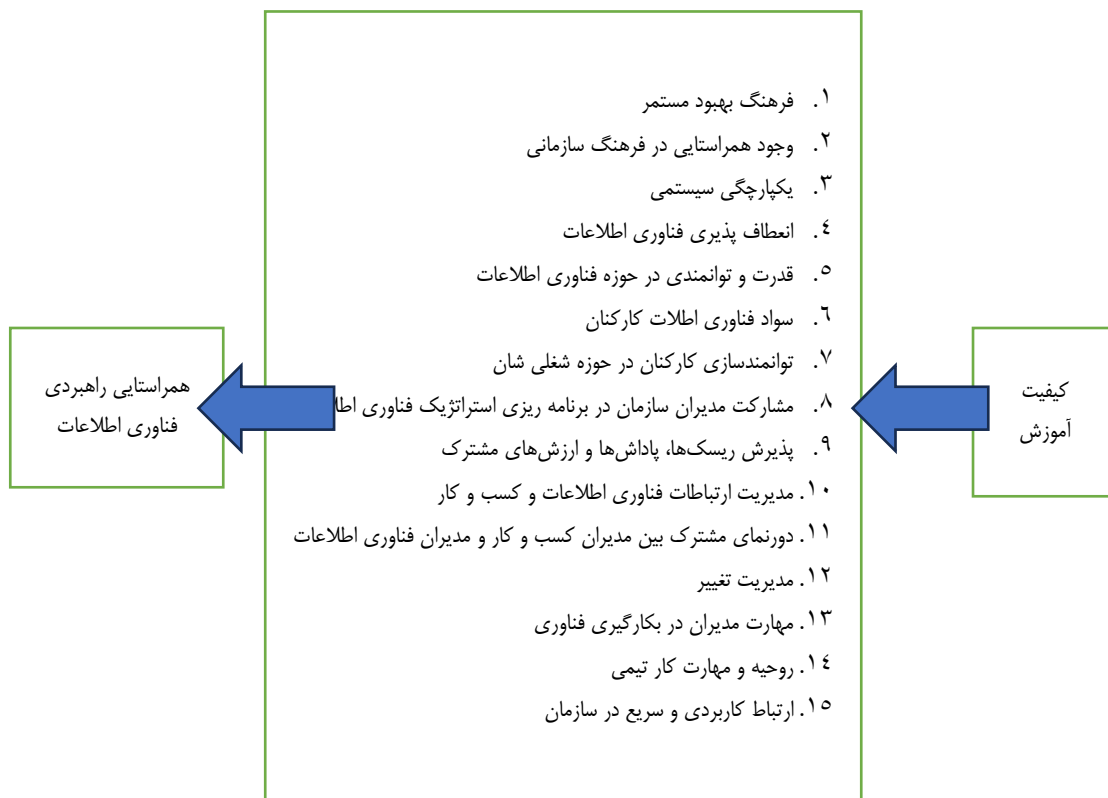 کیفیت
آموزش
۱. فرهنگ بهبود مستمر
۲. وجود همراستایی در فرهنگ سازمانی
۳. یکپارچگی سیستمی
٤. انعطاف پذیری فناوری اطلاعات
٥. قدرت و توانمندی در حوزه فناوری اطلاعات
٦. سواد فناوری اطلات کارکنان
۷. توانمندسازی کارکنان در حوزه شغلی شان
۸. مشارکت مدیران سازمان در برنامه ریزی استراتژیک فناوری
۹. پذیرش ریسک‌ها، پاداش‌ها و ارزش‌های مشترک
۱۰. مدیریت ارتباطات فناوری اطلاعات و کسب و کار
۱۱. دورنمای مشترک بین مدیران کسب و کار و مدیران فناوری اطلاعات
۱۲. مدیریت تغییر
۱۳. مهارت مدیران در بکارگیری فناوری
۱٤. روحیه و مهارت کار تیمی
۱٥. ارتباط کاربردی و سریع در سازمان
همراستایی راهبردی
فناوری اطلاعات